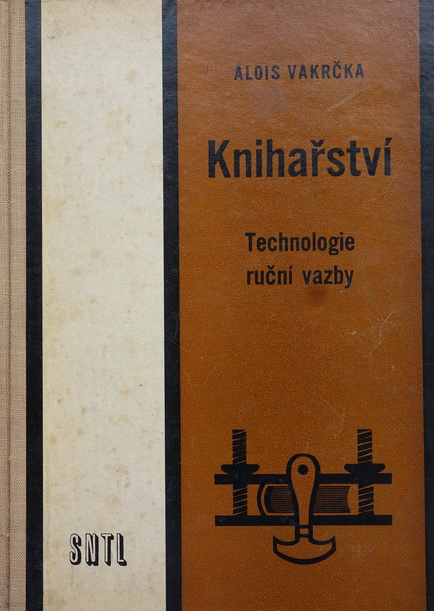 ALOIS VAKRČKA
Knihařství
Technologie
ruční vazby
SNTL